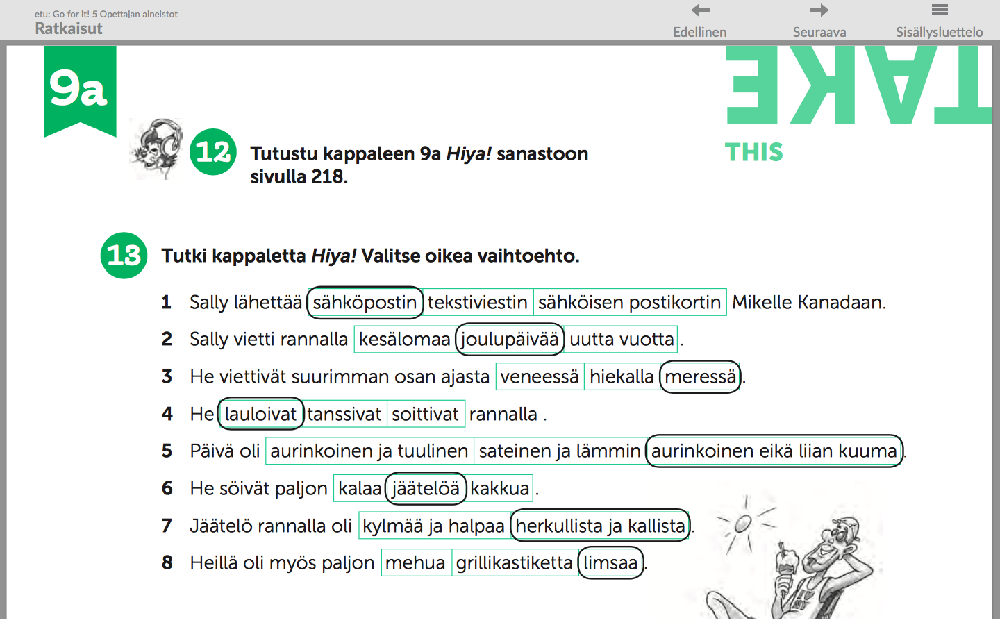 etu: Go for it! 5 Opettajan aineistot
Ratkaisut
Edellinen
Seuraava
Sisällysluettelo
9a
TAKE
THIS
12 Tutustu kappaleen 9a Hiya! sanastoon
sivulla 218.
13 Tutki kappaletta Hiya! Valitse oikea vaihtoehto.
1 Sally lähettää sähköpostin tekstiviestin sähköisen postikortin Mikelle Kanadaan.
2 Sally vietti rannalla kesälomaa joulupäivää uutta vuotta .
3 He viettivät suurimman osan ajasta veneessä hiekalla meressä .
4 He lauloivat tanssivat soittivat rannalla .
5 Päivä oli aurinkoinen ja tuulinen sateinen ja lämmin aurinkoinen eikä liian kuuma .
6 He söivät paljon kalaa jäätelöä kakkua .
7 Jäätelö rannalla oli kylmää ja halpaa herkullista ja kallista .
8 Heillä oli myös paljon mehua grillikastiketta limsaa .
I ♥
NY